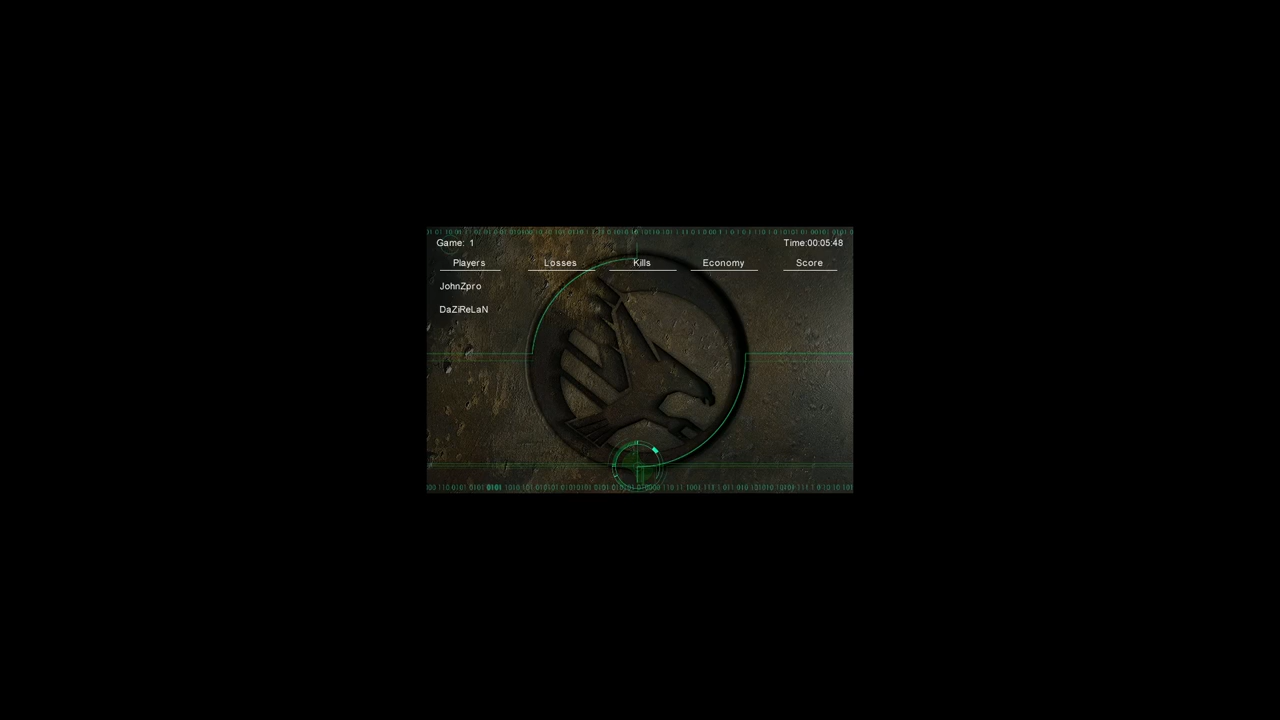 Game: 1
Time:00:05:48
Players Losses Kills Economy Score
JohnZpro
DaZiReLaN